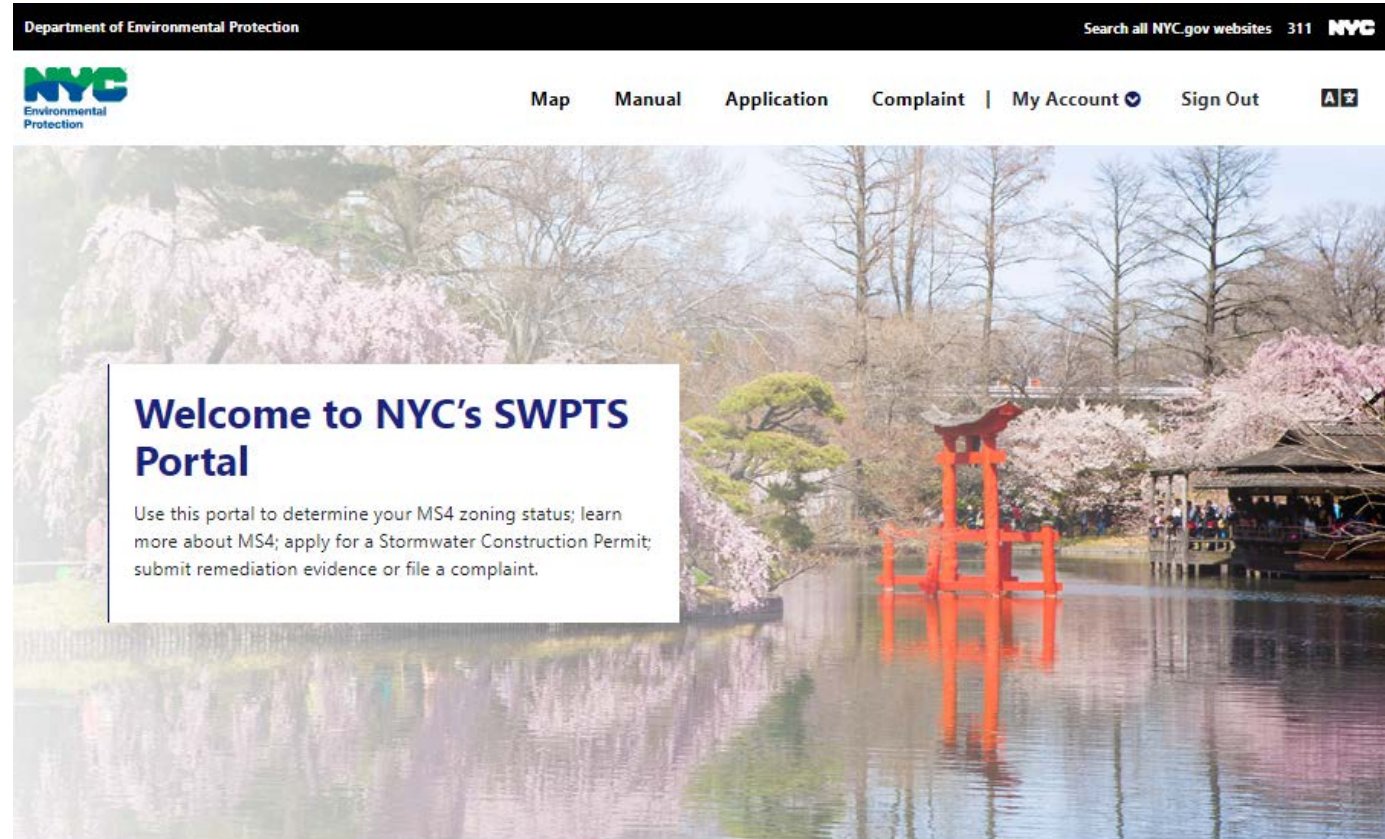 Department of Environmental Protection
Search all NYC.gov websites 311 NYC
NYC
Environmental
Protection
Map Manual Application Complaint | My Account Sign Out A 文
Welcome to NYC's SWPTS
Portal
Use this portal to determine your MS4 zoning status; learn
more about MS4; apply for a Stormwater Construction Permit;
submit remediation evidence or file a complaint.